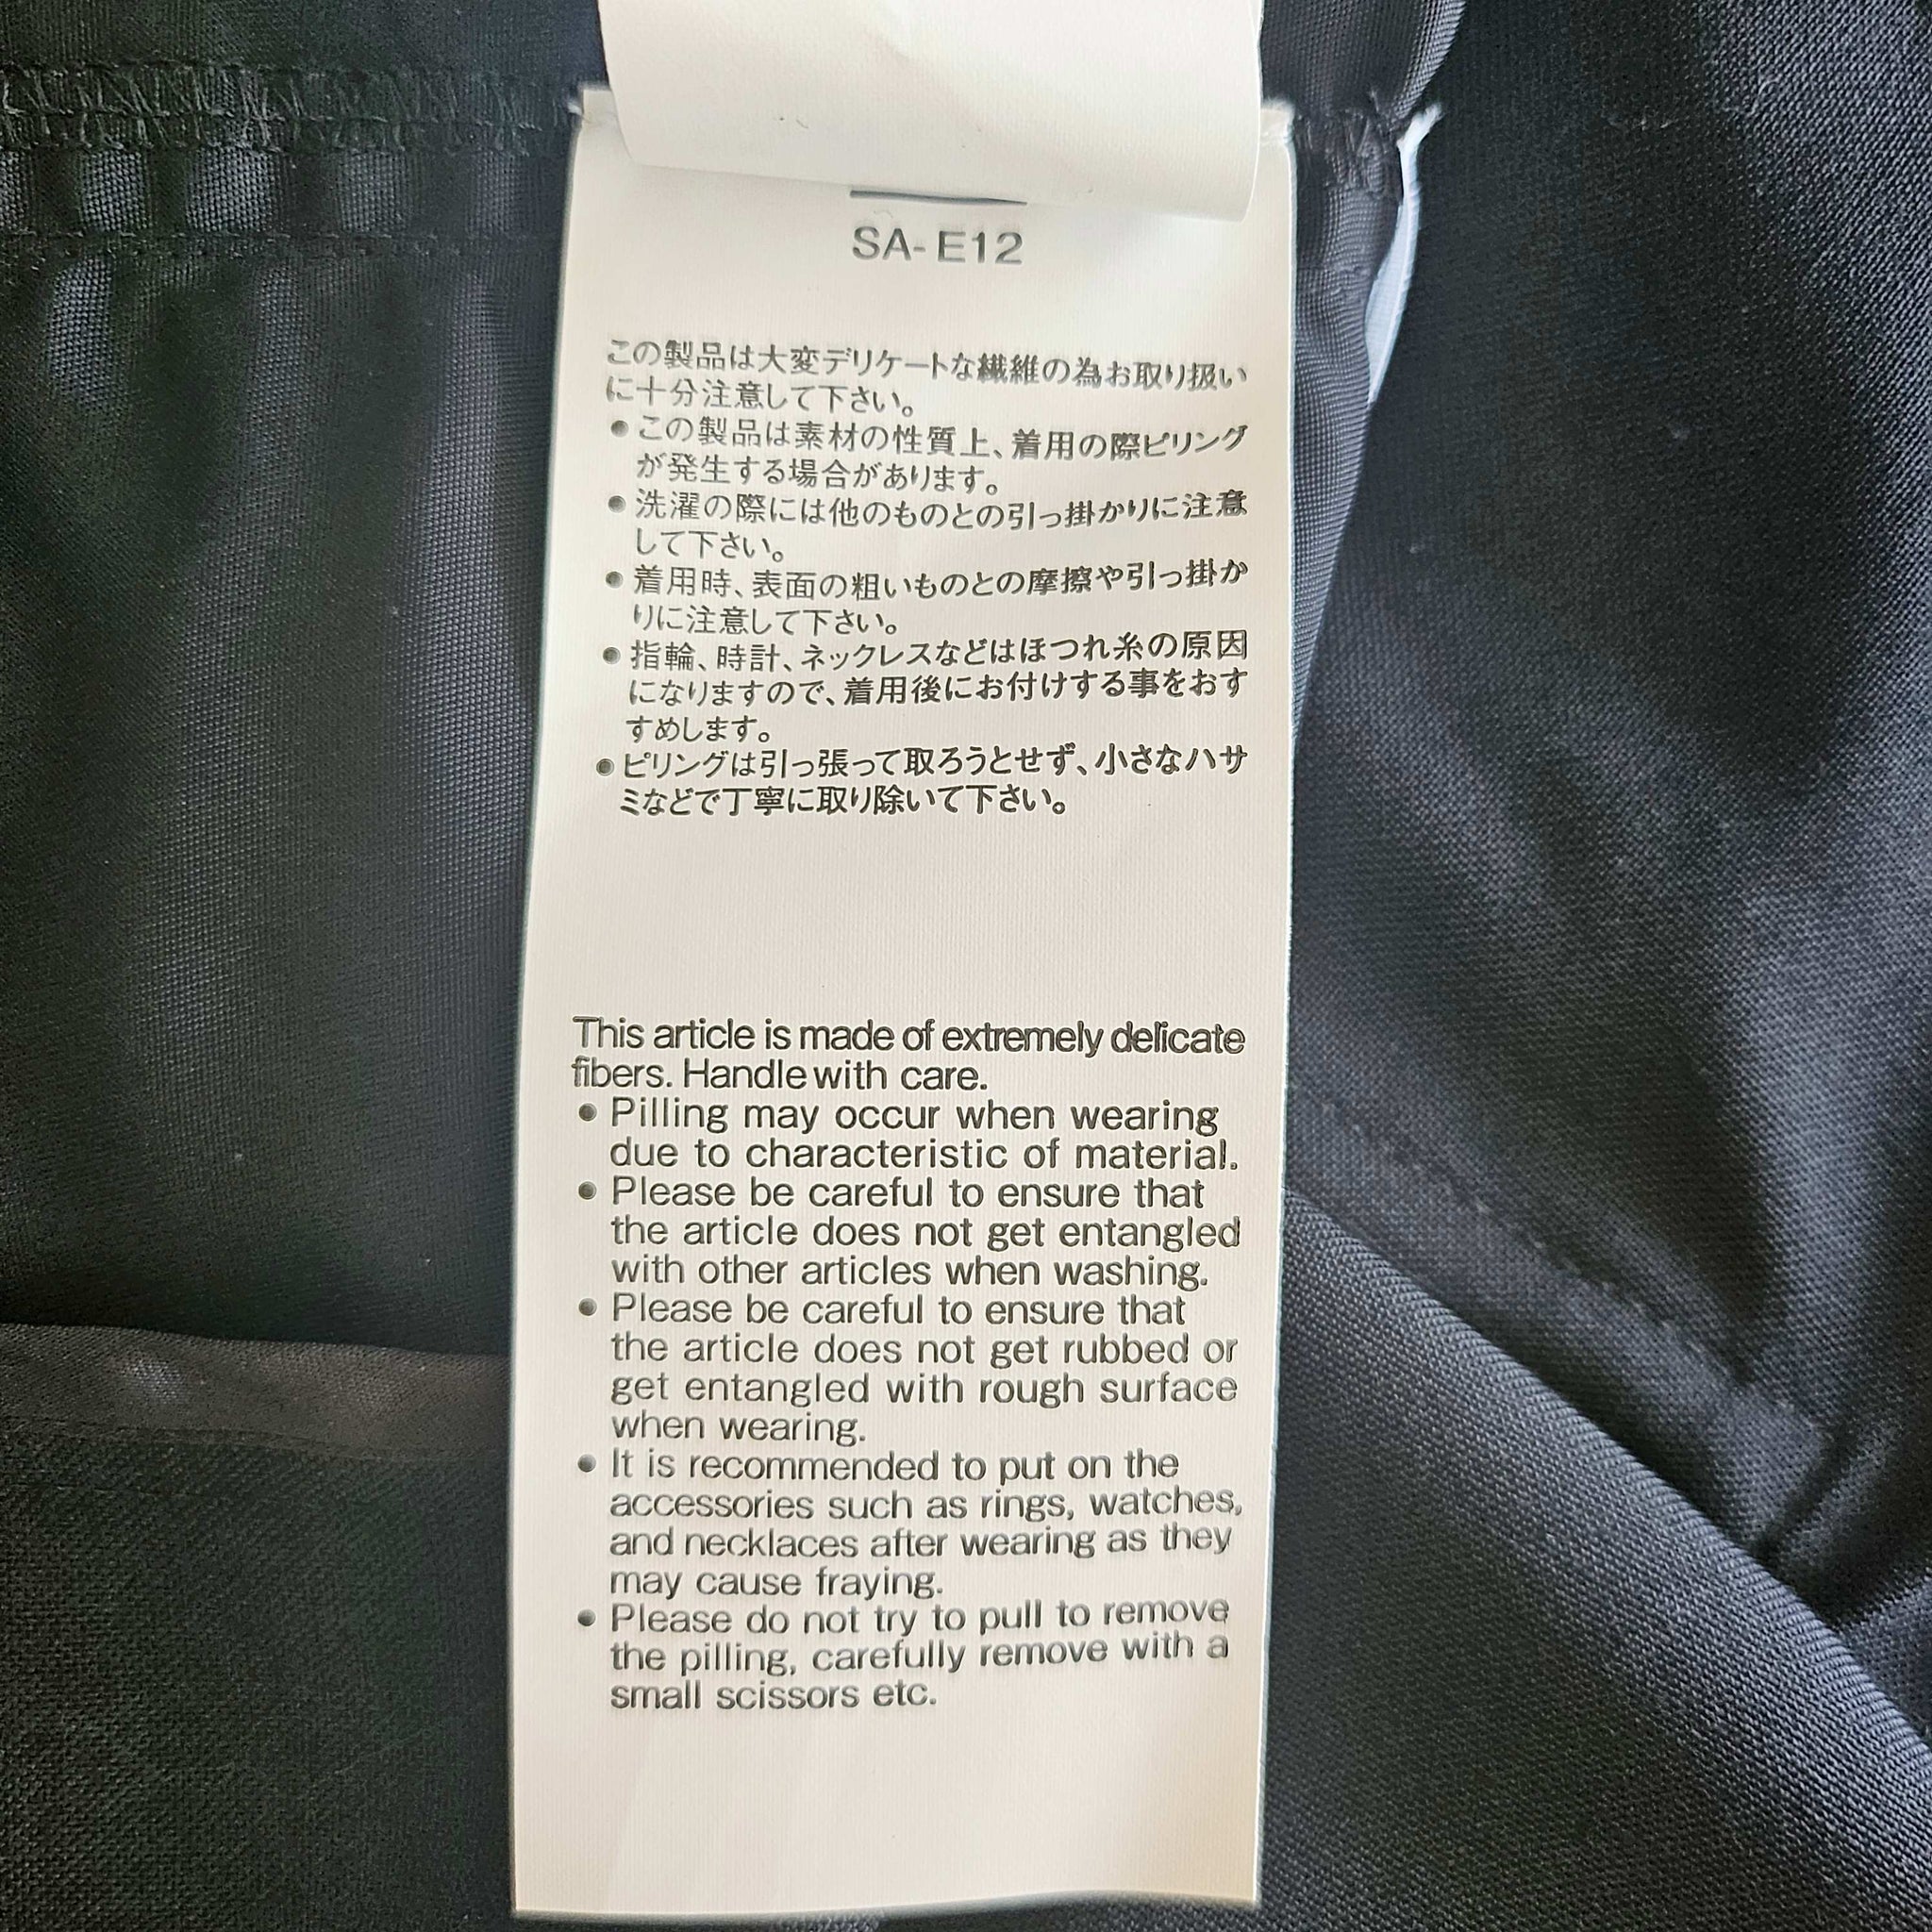 SA-E12
この製品は大変デリケートな繊維の為お取り扱い
に十分注意して下さい。
●この製品は素材の性質上、着用の際ピリング
が発生する場合があります。
●洗濯の際には他のものとの引っ掛かりに注意
して下さい。
●着用時、表面の粗いものとの摩擦や引っ掛か
りに注意して下さい。
●指輪、時計、ネックレスなどはほつれ糸の原因
になりますので、着用後にお付けする事をおす
すめします。
●ピリングは引っ張って取ろうとせず、小さなハサ
ミなどで丁寧に取り除いて下さい。
This article is made of extremely delicate
fibers. Handle with care.
● Pilling may occur when wearing
due to characteristic of material.
● Please be careful to ensure that
the article does not get entangled
with other articles when washing.
● Please be careful to ensure that
the article does not get rubbed or
get entangled with rough surface
when wearing.
● It is recommended to put on the
accessories such as rings, watches,
and necklaces after wearing as they
may cause fraying.
● Please do not try to pull to remove
the pilling, carefully remove with a
small scissors etc.